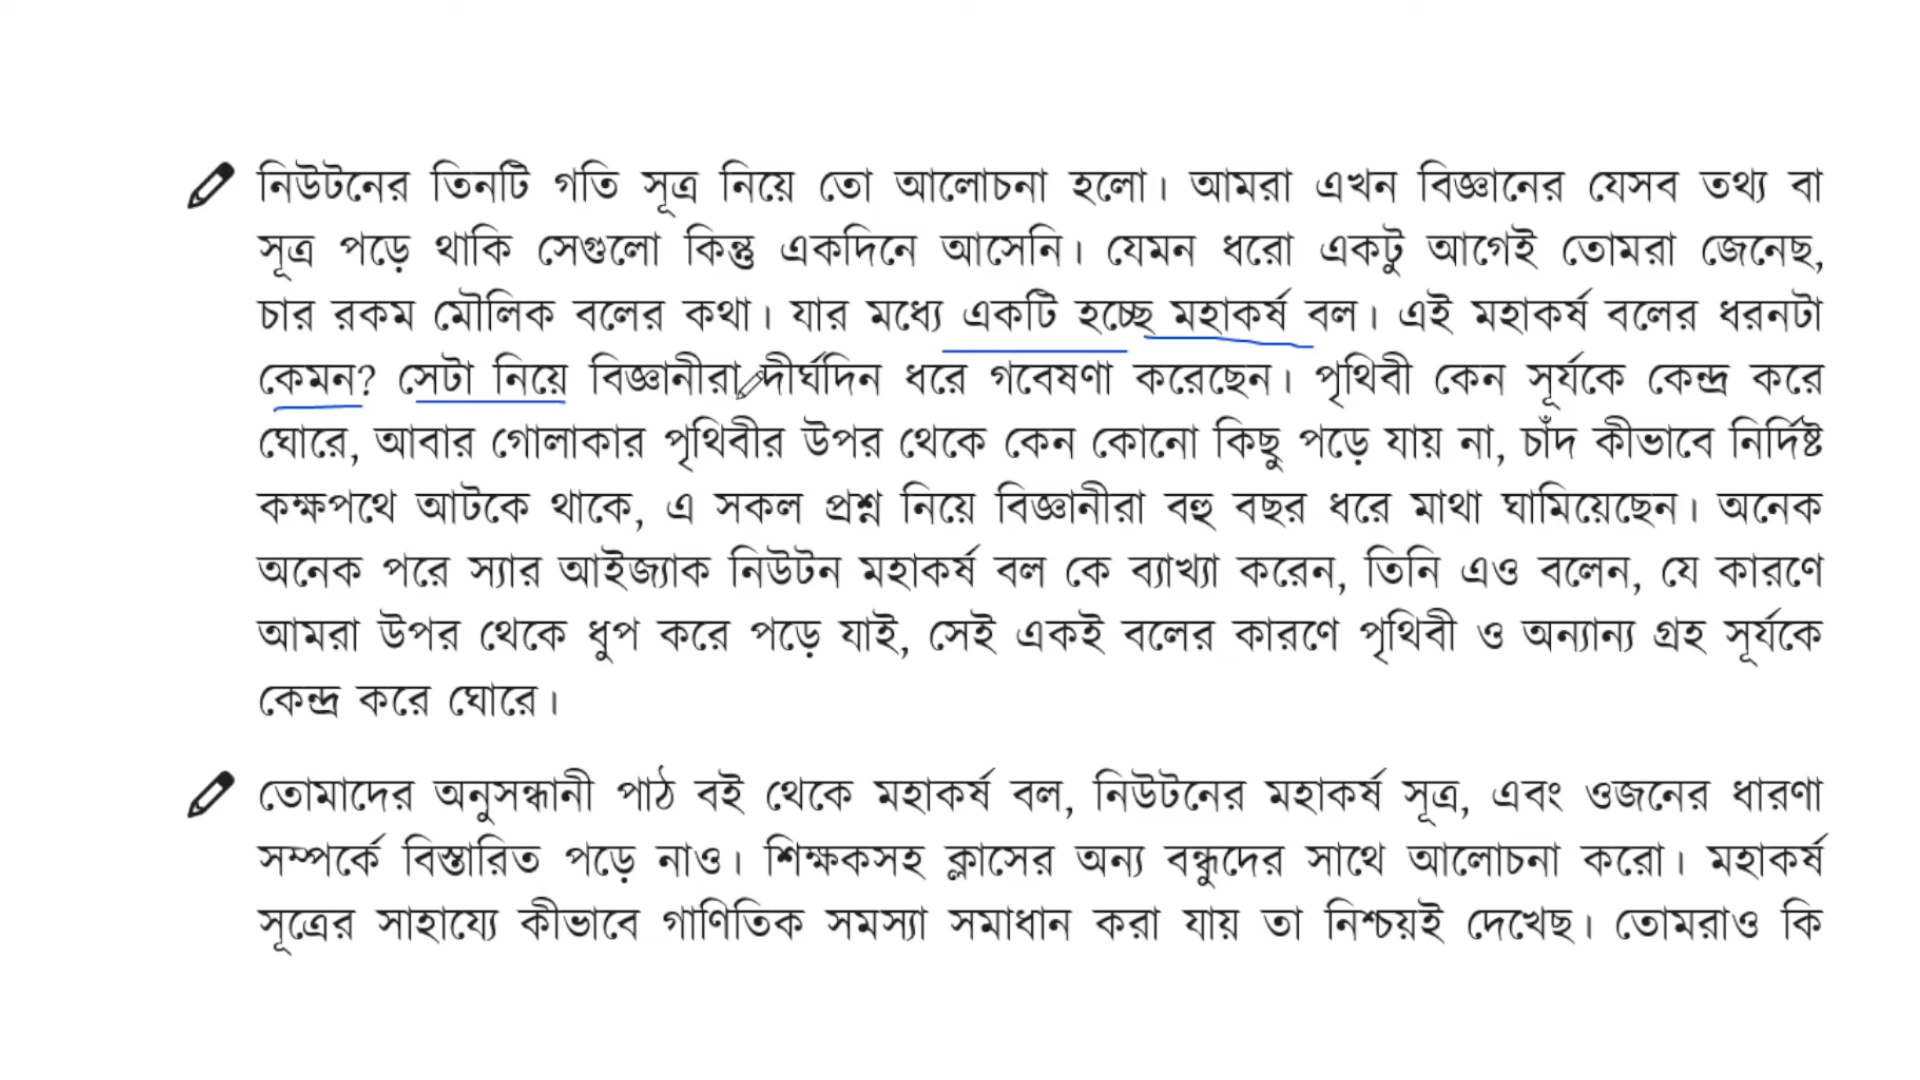 নিউটনের তিনটি গতি সূত্র নিয়ে তো আলোচনা হলো। আমরা এখন বিজ্ঞানের যেসব তথ্য বা
সূত্র পড়ে থাকি সেগুলো কিন্তু একদিনে আসেনি। যেমন ধরো একটু আগেই তোমরা জেনেছ,
চার রকম মৌলিক বলের কথা। যার মধ্যে একটি হচ্ছে মহাকর্ষ বল। এই মহাকর্ষ বলের ধরনটা
কেমন? সেটা নিয়ে বিজ্ঞানীরা দীর্ঘদিন ধরে গবেষণা করেছেন। পৃথিবী কেন সূর্যকে কেন্দ্র করে
ঘোরে, আবার গোলাকার পৃথিবীর উপর থেকে কেন কোনো কিছু পড়ে যায় না, চাঁদ কীভাবে নির্দিষ্ট
কক্ষপথে আটকে থাকে, এ সকল প্রশ্ন নিয়ে বিজ্ঞানীরা বহু বছর ধরে মাথা ঘামিয়েছেন। অনেক
অনেক পরে স্যার আইজ্যাক নিউটন মহাকর্ষ বল কে ব্যাখ্যা করেন, তিনি এও বলেন, যে কারণে
আমরা উপর থেকে ধুপ করে পড়ে যাই, সেই একই বলের কারণে পৃথিবী ও অন্যান্য গ্রহ সূর্যকে
কেন্দ্র করে ঘোরে।
তোমাদের অনুসন্ধানী পাঠ বই থেকে মহাকর্ষ বল, নিউটনের মহাকর্ষ সূত্র, এবং ওজনের ধারণা
সম্পর্কে বিস্তারিত পড়ে নাও। শিক্ষকসহ ক্লাসের অন্য বন্ধুদের সাথে আলোচনা করো। মহাকর্ষ
সূত্রের সাহায্যে কীভাবে গাণিতিক সমস্যা সমাধান করা যায় তা নিশ্চয়ই দেখেছ। তোমরাও কি